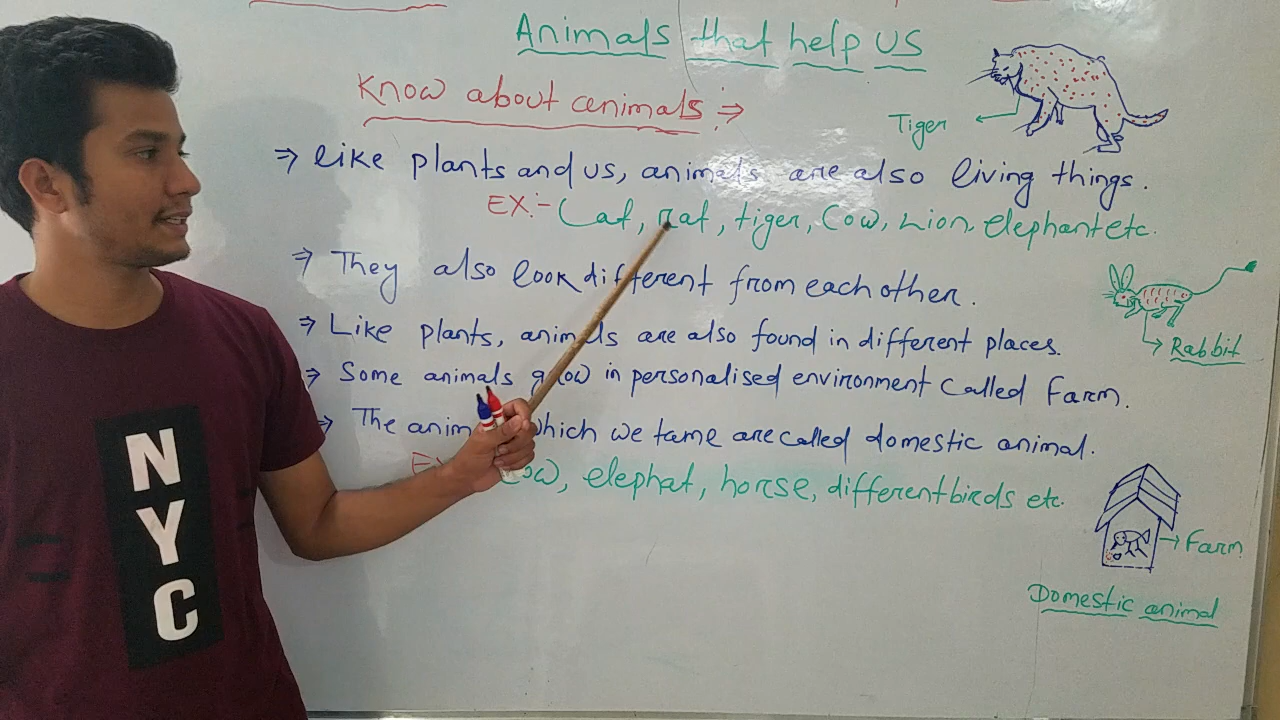 Animals that help us
Know about animals :⇒
Tiger
⇒ like plants and us, animals are also living things.
EX:- Cat, rat, tiger, Cow, Lion, elephant etc.
⇒ They also look different from each other.
⇒ Like plants, animals are also found in different places.
Rabbit
⇒ Some animals grow in personalised environment called Farm.
⇒ The which we tame are called domestic animal.
Cow, elephat, horse, different birds etc.
Farm
Domestic animal
NYC